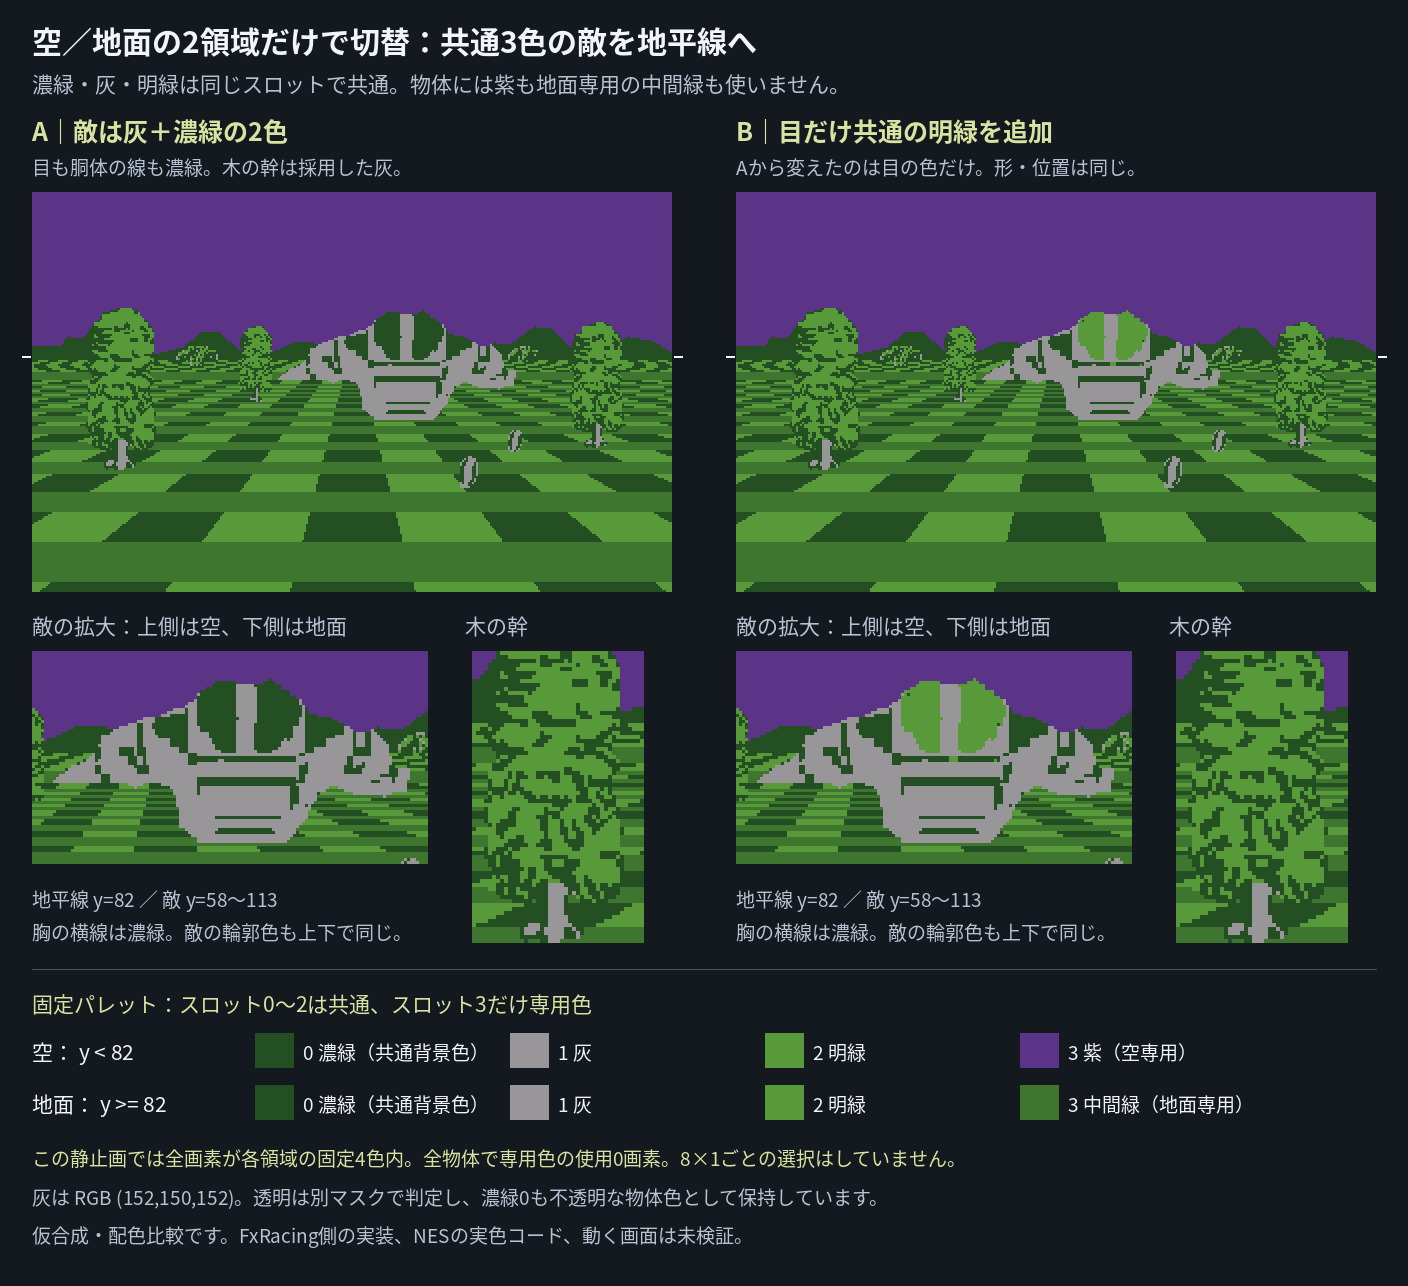 空／地面の2領域だけで切替：共通3色の敵を地平線へ
濃緑・灰・明緑は同じスロットで共通。物体には紫も地面専用の中間緑も使いません。
A｜敵は灰＋濃緑の2色
目も胴体の線も濃緑。木の幹は採用した灰。
B｜目だけ共通の明緑を追加
Aから変えたのは目の色だけ。形・位置は同じ。
敵の拡大：上側は空、下側は地面
木の幹
敵の拡大：上側は空、下側は地面
木の幹
地平線 y=82 ／ 敵 y=58〜113
胸の横線は濃緑。敵の輪郭色も上下で同じ。
地平線 y=82 ／ 敵 y=58〜113
胸の横線は濃緑。敵の輪郭色も上下で同じ。
固定パレット：スロット0〜2は共通、スロット3だけ専用色
空： y < 82
0 濃緑（共通背景色）
1 灰
2 明緑
3 紫（空専用）
地面： y >= 82
0 濃緑（共通背景色）
1 灰
2 明緑
3 中間緑（地面専用）
この静止画では全画素が各領域の固定4色内。全物体で専用色の使用0画素。8×1ごとの選択はしていません。
灰は RGB (152,150,152)。透明は別マスクで判定し、濃緑0も不透明な物体色として保持しています。
仮合成・配色比較です。FxRacing側の実装、NESの実色コード、動く画面は未検証。